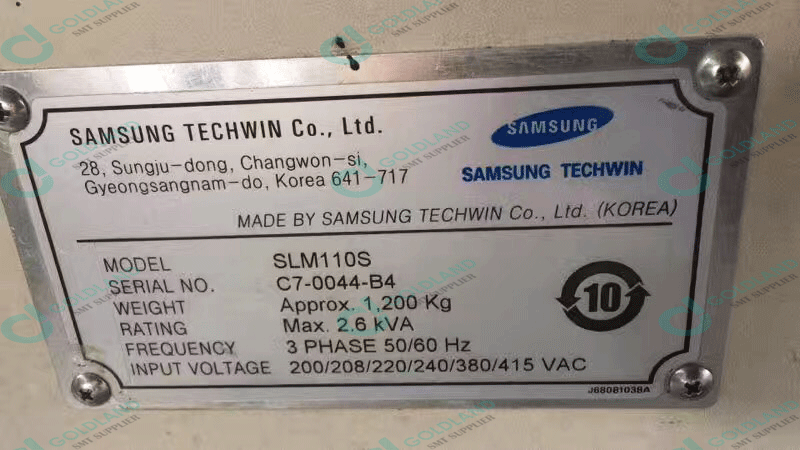 SAMSUNG TECHWIN Co., Ltd.
28, Sungju-dong, Changwon-si,
Gyeongsangnam-do, Korea 641-717
SAMSUNG
SAMSUNG TECHWIN
MADE BY SAMSUNG TECHWIN Co., Ltd. (KOREA)
MODEL SLM110S
SERIAL NO. C7-0044-B4
WEIGHT Approx. 1,200 Kg
RATING Max. 2.6 kVA
FREQUENCY 3 PHASE 50/60 Hz
INPUT VOLTAGE 200/208/220/240/380/415 VAC
10
J6808103BA
GOLDLAND
SMT SUPPLIER